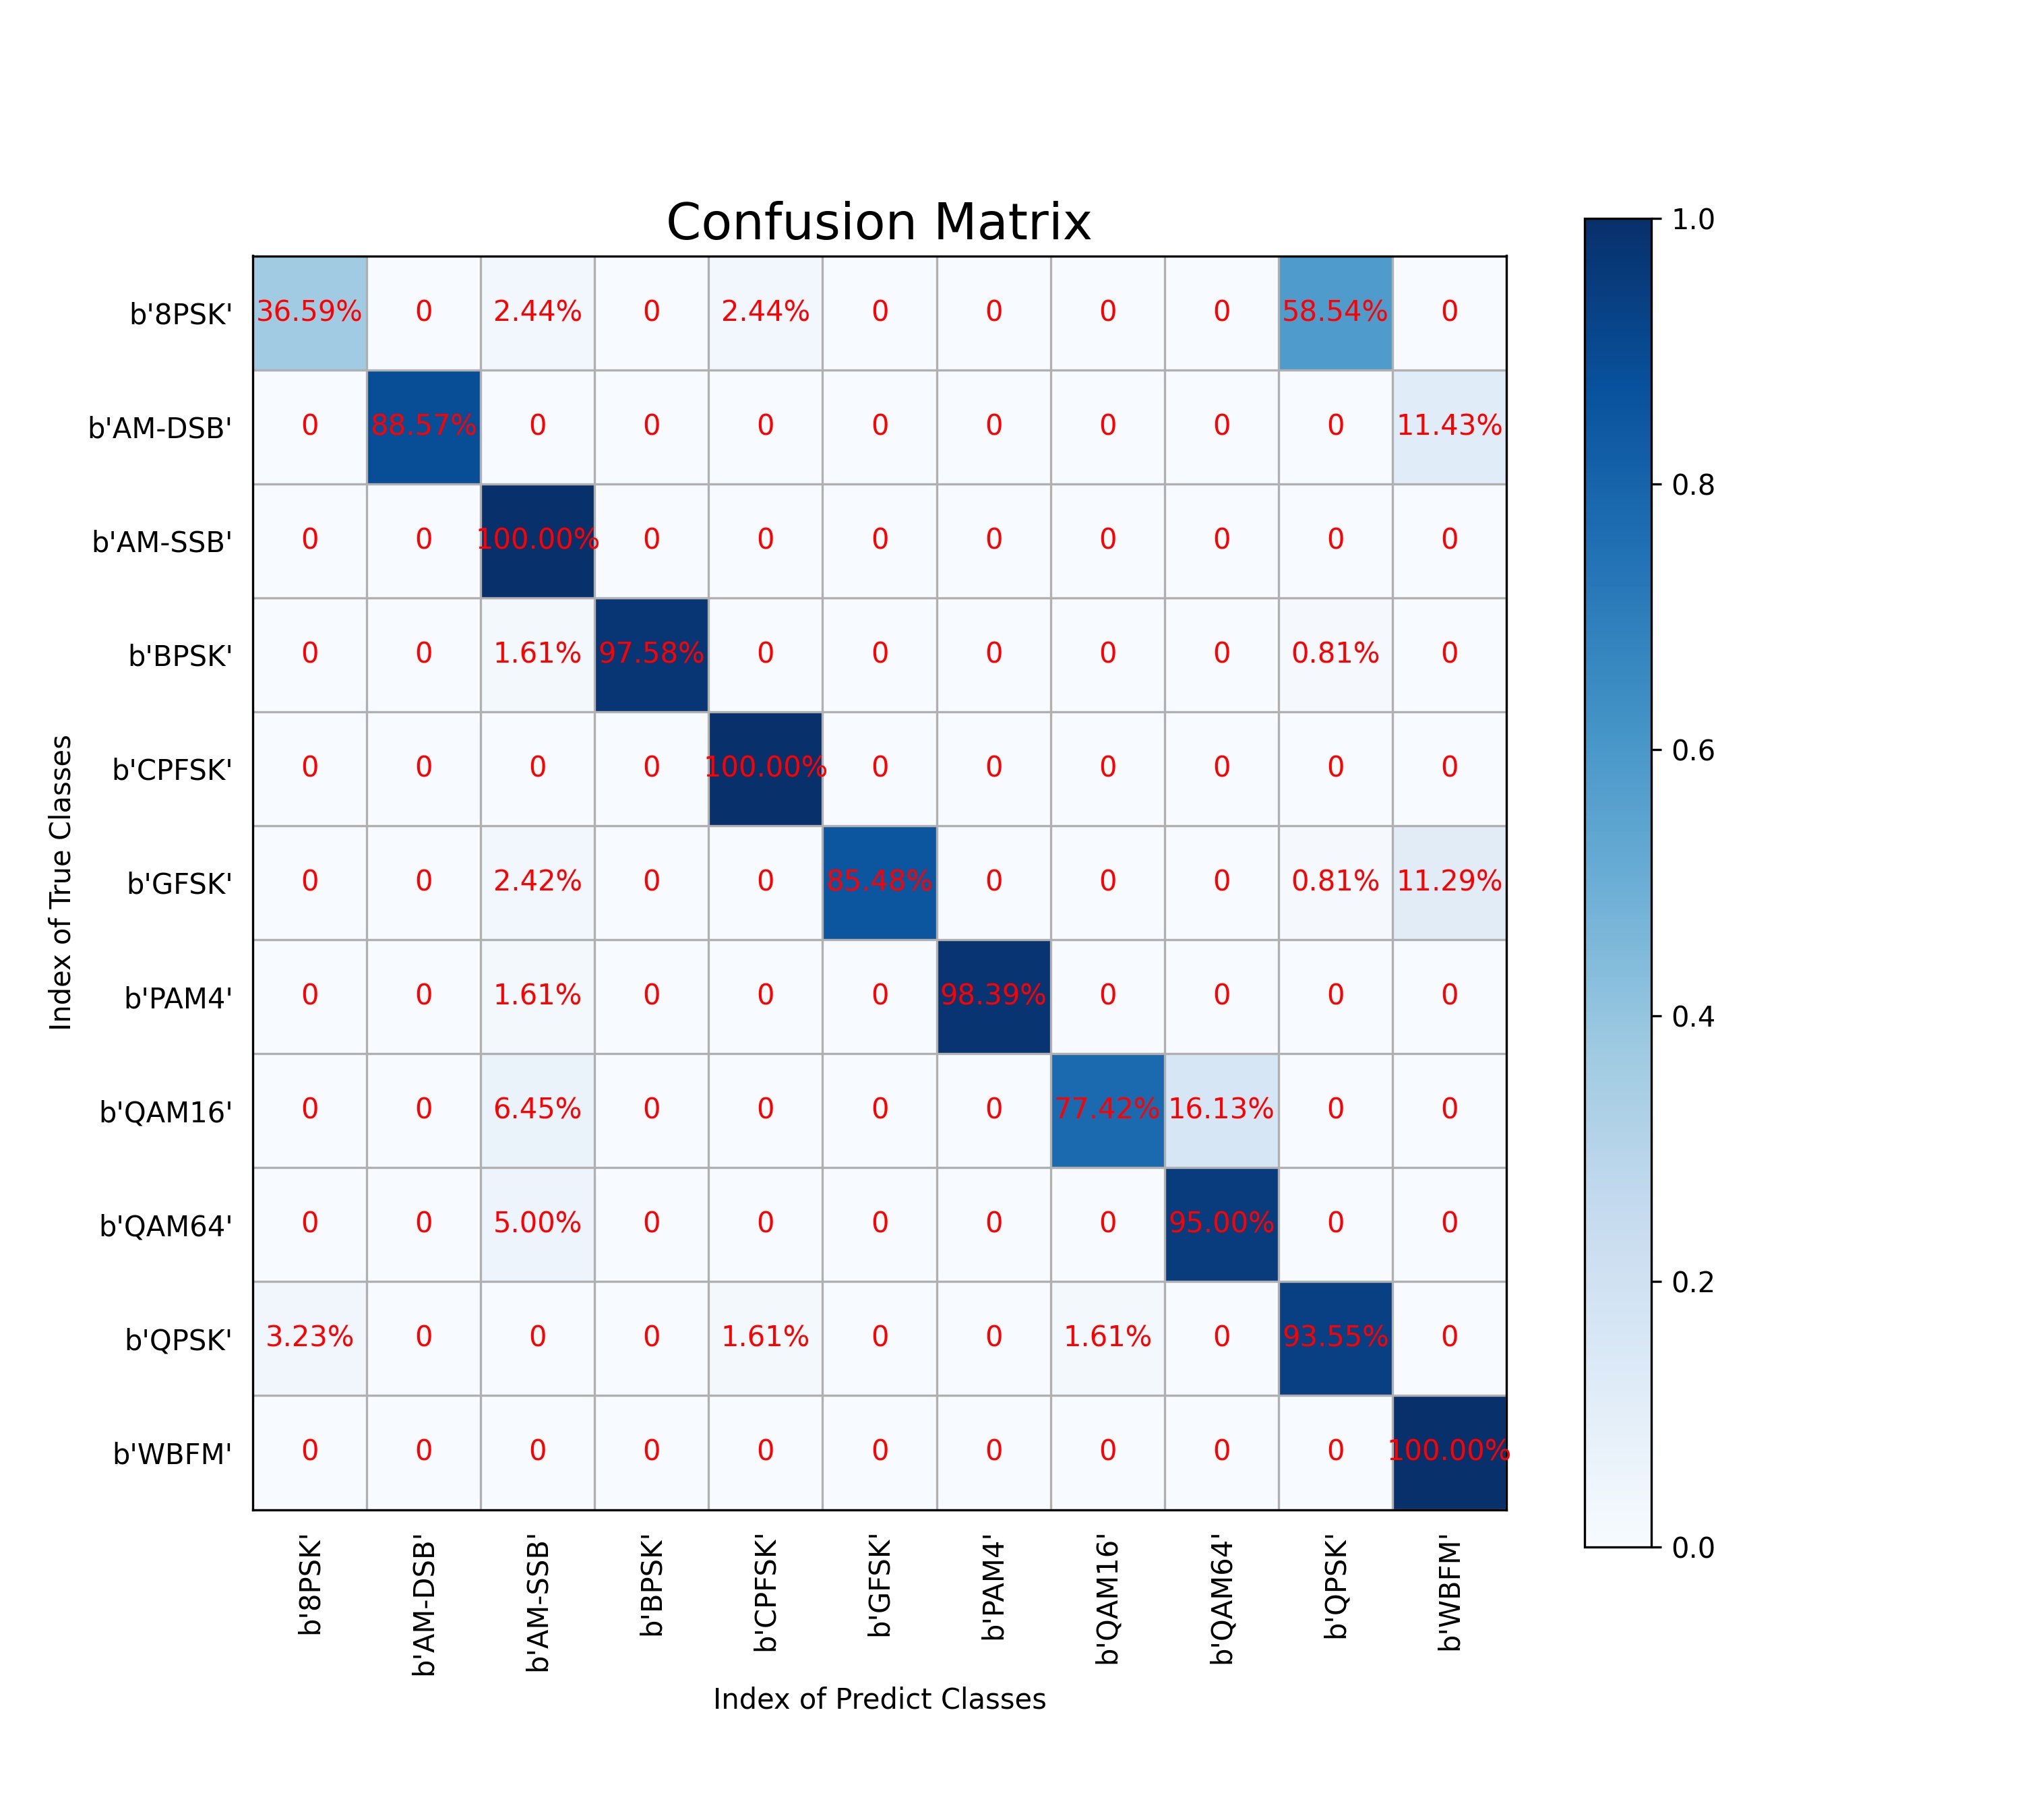 Confusion Matrix
b'8PSK' 36.59% 0 2.44% 0 2.44% 0 0 0 0 58.54% 0
b'AM-DSB' 0 88.57% 0 0 0 0 0 0 0 0 11.43%
b'AM-SSB' 0 0 100.00% 0 0 0 0 0 0 0 0
b'BPSK' 0 0 1.61% 97.58% 0 0 0 0 0 0.81% 0
b'CPFSK' 0 0 0 0 100.00% 0 0 0 0 0 0
b'GFSK' 0 0 2.42% 0 0 85.48% 0 0 0 0.81% 11.29%
b'PAM4' 0 0 1.61% 0 0 0 98.39% 0 0 0 0
b'QAM16' 0 0 6.45% 0 0 0 0 77.42% 16.13% 0 0
b'QAM64' 0 0 5.00% 0 0 0 0 0 95.00% 0 0
b'QPSK' 3.23% 0 0 0 1.61% 0 0 1.61% 0 93.55% 0
b'WBFM' 0 0 0 0 0 0 0 0 0 0 100.00%
b'8PSK' b'AM-DSB' b'AM-SSB' b'BPSK' b'CPFSK' b'GFSK' b'PAM4' b'QAM16' b'QAM64' b'QPSK' b'WBFM'
Index of Predict Classes
Index of True Classes
1.0
0.8
0.6
0.4
0.2
0.0